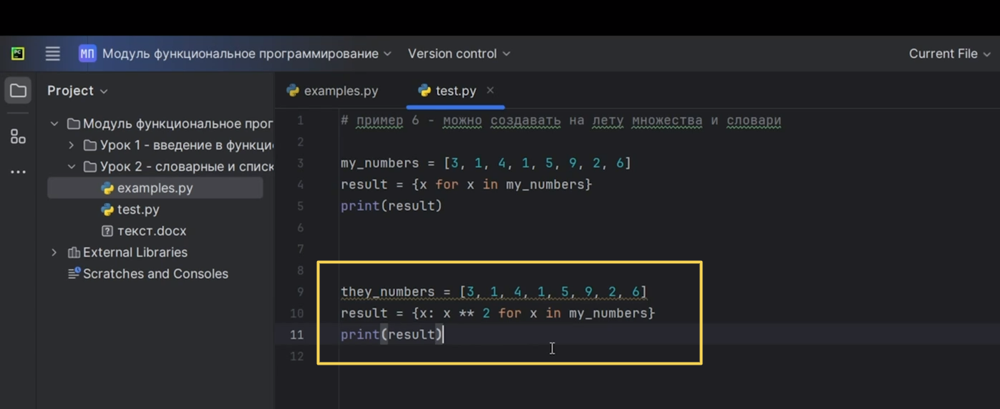 PC
МП Модуль функциональное программирование Version control Current File
Project
examples.py test.py
Модуль функциональное прог
Урок 1 - введение в функци
Урок 2 - словарные и списк
examples.py
test.py
текст.docx
External Libraries
Scratches and Consoles
1 # пример 6 - можно создавать на лету множества и словари
2
3 my_numbers = [3, 1, 4, 1, 5, 9, 2, 6]
4 result = {x for x in my_numbers}
5 print(result)
6
7
8
9 they_numbers = [3, 1, 4, 1, 5, 9, 2, 6]
10 result = {x: x ** 2 for x in my_numbers}
11 print(result)
12